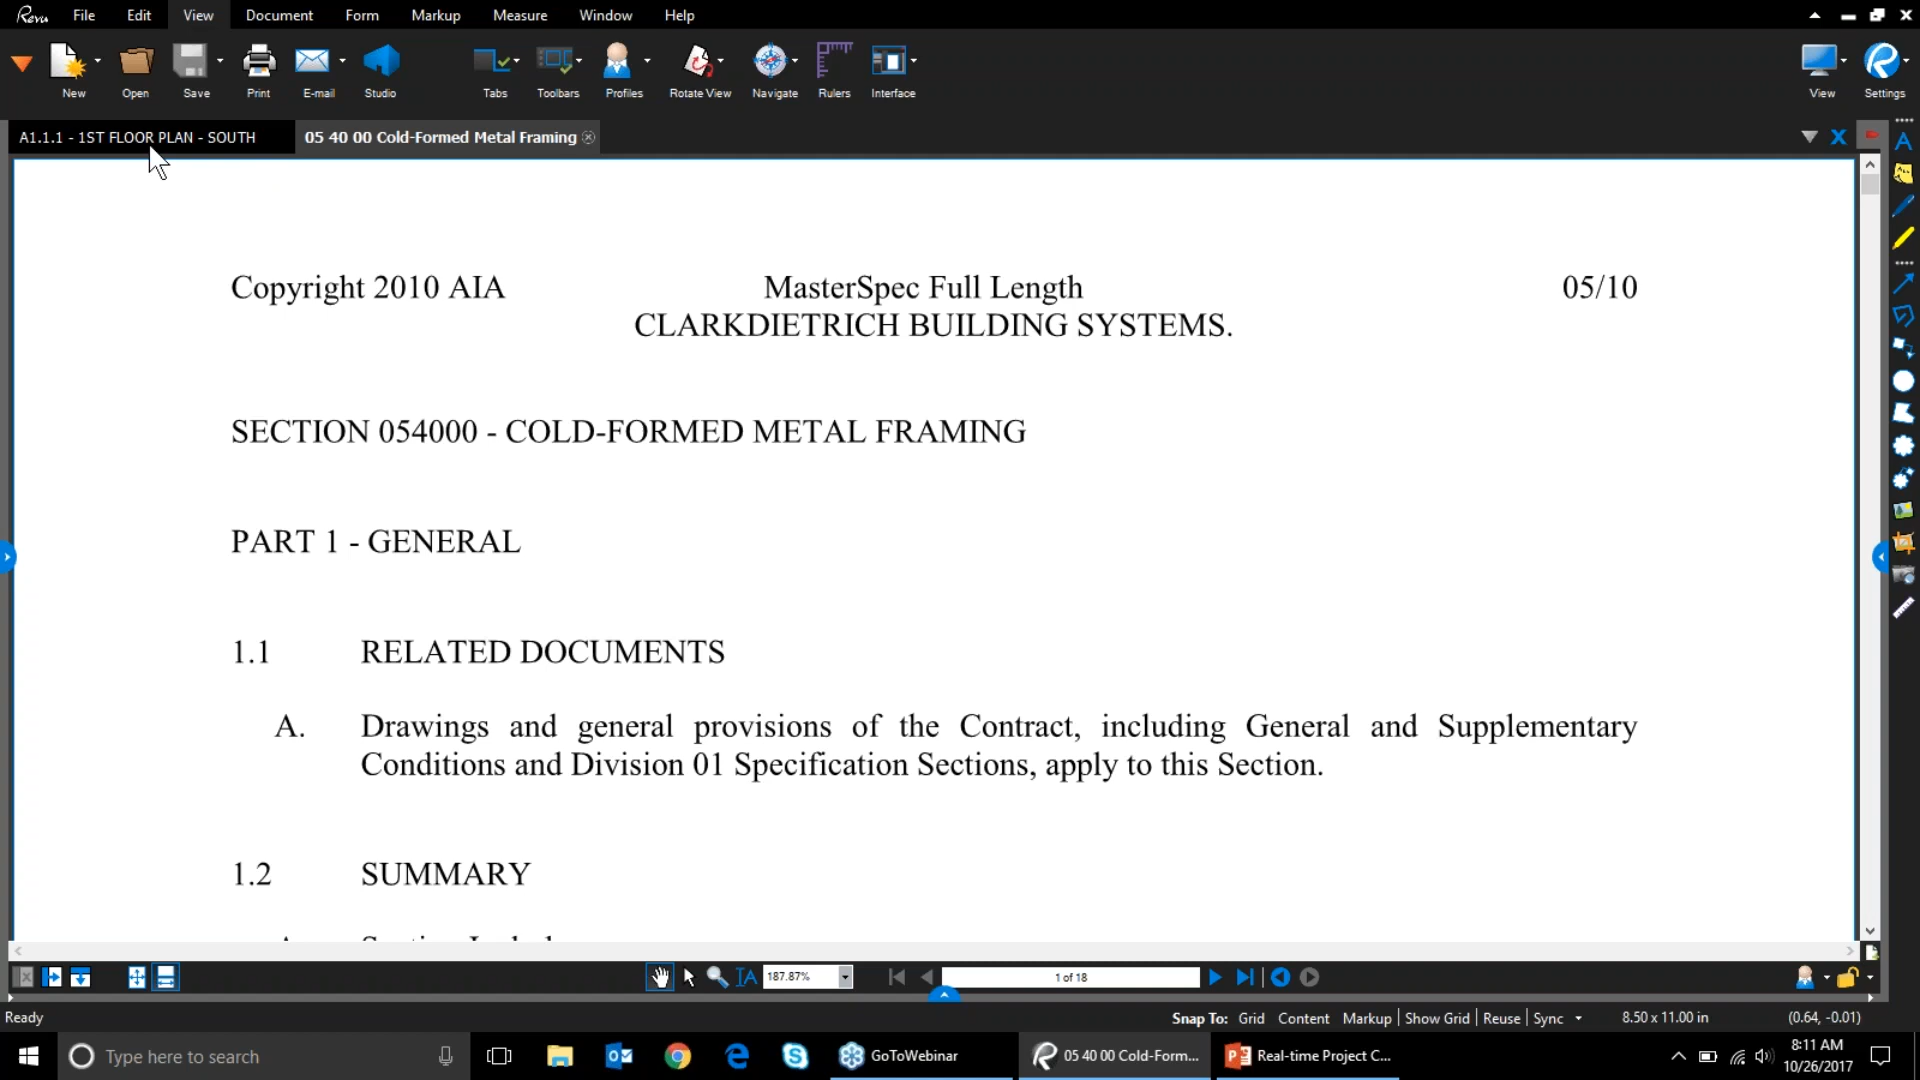 Revu File Edit View Document Form Markup Measure Window Help
New Open Save Print E-mail Studio Tabs Toolbars Profiles Rotate View Navigate Rulers Interface View Settings
A1.1.1 - 1ST FLOOR PLAN - SOUTH 05 40 00 Cold-Formed Metal Framing
Copyright 2010 AIA MasterSpec Full Length 05/10
CLARKDIETRICH BUILDING SYSTEMS.
SECTION 054000 - COLD-FORMED METAL FRAMING
PART 1 - GENERAL
1.1 RELATED DOCUMENTS
A. Drawings and general provisions of the Contract, including General and Supplementary
Conditions and Division 01 Specification Sections, apply to this Section.
1.2 SUMMARY
187.87% 1 of 18
Ready Snap To: Grid Content Markup Show Grid Reuse Sync 8.50 x 11.00 in (0.64, -0.01)
Type here to search GoToWebinar 05 40 00 Cold-Form... Real-time Project C... 8:11 AM
10/26/2017